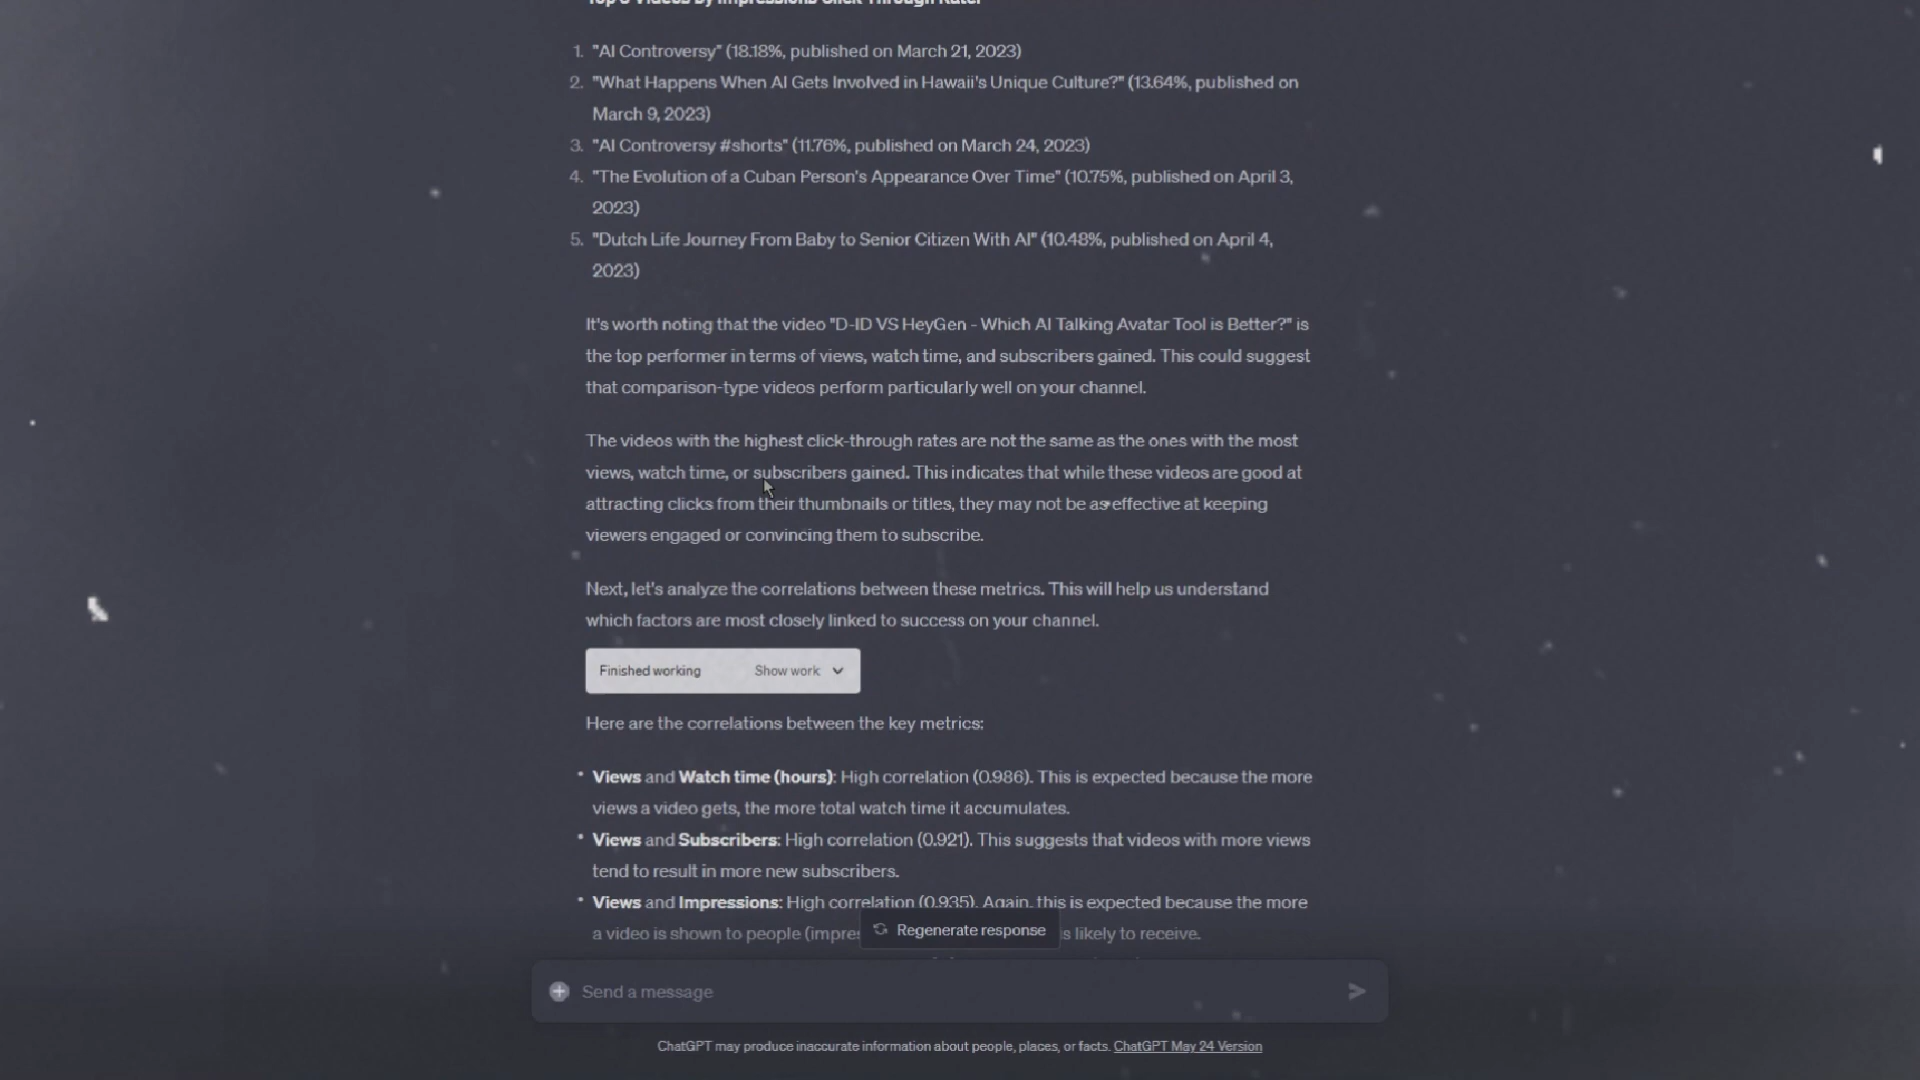 Top 5 Videos by Impressions Click-Through Rate:
1. "AI Controversy" (18.18%, published on March 21, 2023)
2. "What Happens When AI Gets Involved in Hawaii's Unique Culture?" (13.64%, published on
March 9, 2023)
3. "AI Controversy #shorts" (11.76%, published on March 24, 2023)
4. "The Evolution of a Cuban Person's Appearance Over Time" (10.75%, published on April 3,
2023)
5. "Dutch Life Journey From Baby to Senior Citizen With AI" (10.48%, published on April 4,
2023)
It's worth noting that the video "D-ID VS HeyGen - Which AI Talking Avatar Tool is Better?" is
the top performer in terms of views, watch time, and subscribers gained. This could suggest
that comparison-type videos perform particularly well on your channel.
The videos with the highest click-through rates are not the same as the ones with the most
views, watch time, or subscribers gained. This indicates that while these videos are good at
attracting clicks from their thumbnails or titles, they may not be as effective at keeping
viewers engaged or convincing them to subscribe.
Next, let's analyze the correlations between these metrics. This will help us understand
which factors are most closely linked to success on your channel.
Finished working Show work
Here are the correlations between the key metrics:
• Views and Watch time (hours): High correlation (0.986). This is expected because the more
views a video gets, the more total watch time it accumulates.
• Views and Subscribers: High correlation (0.921). This suggests that videos with more views
tend to result in more new subscribers.
• Views and Impressions: High correlation (0.935). Again, this is expected because the more
a video is shown to people (impres s likely to receive.
Regenerate response
Send a message
ChatGPT may produce inaccurate information about people, places, or facts. ChatGPT May 24 Version